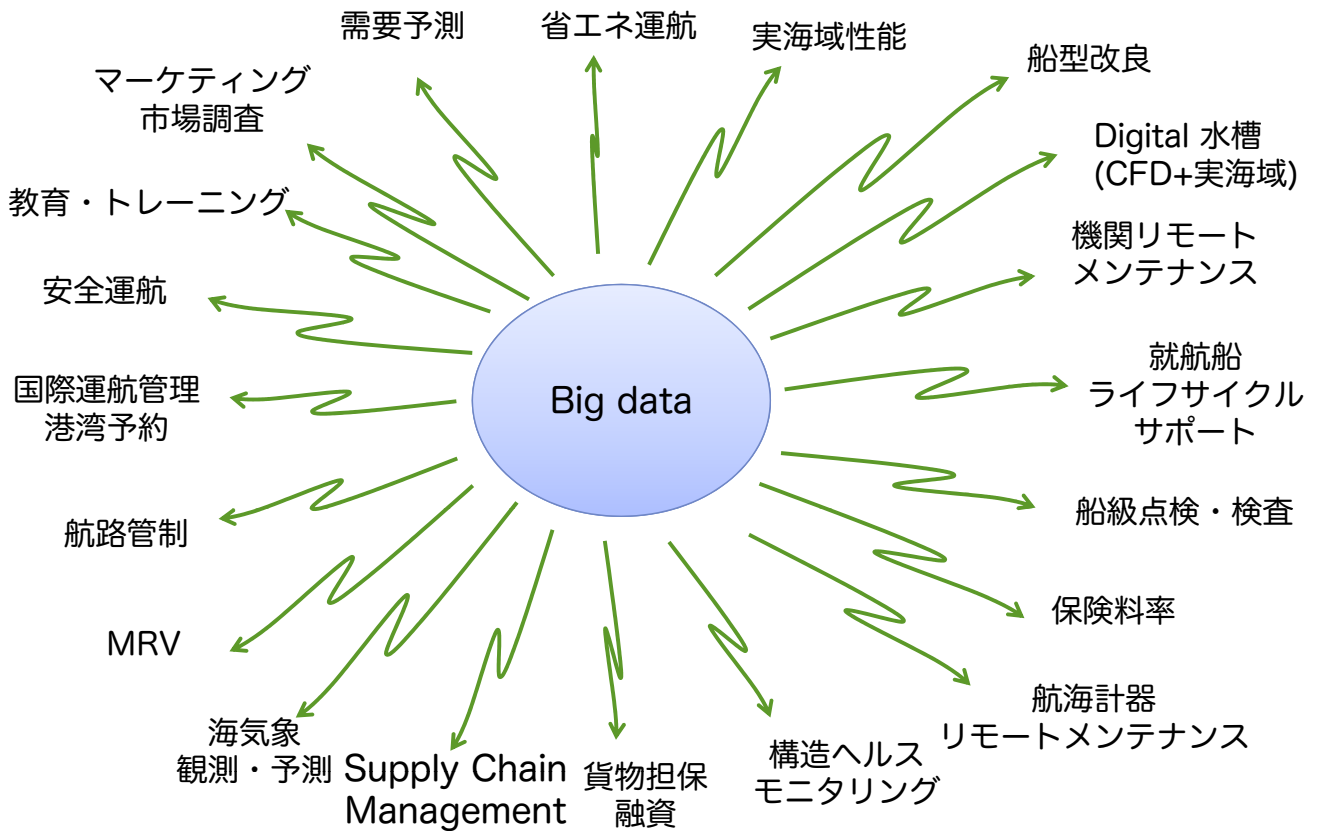 需要予測
省エネ運航
実海域性能
船型改良
マーケティング
市場調査
Digital 水槽
(CFD+実海域)
教育・トレーニング
機関リモート
メンテナンス
安全運航
就航船
ライフサイクル
サポート
国際運航管理
港湾予約
Big data
船級点検・検査
航路管制
保険料率
MRV
航海計器
リモートメンテナンス
海気象
観測・予測
Supply Chain
Management
貨物担保
融資
構造ヘルス
モニタリング